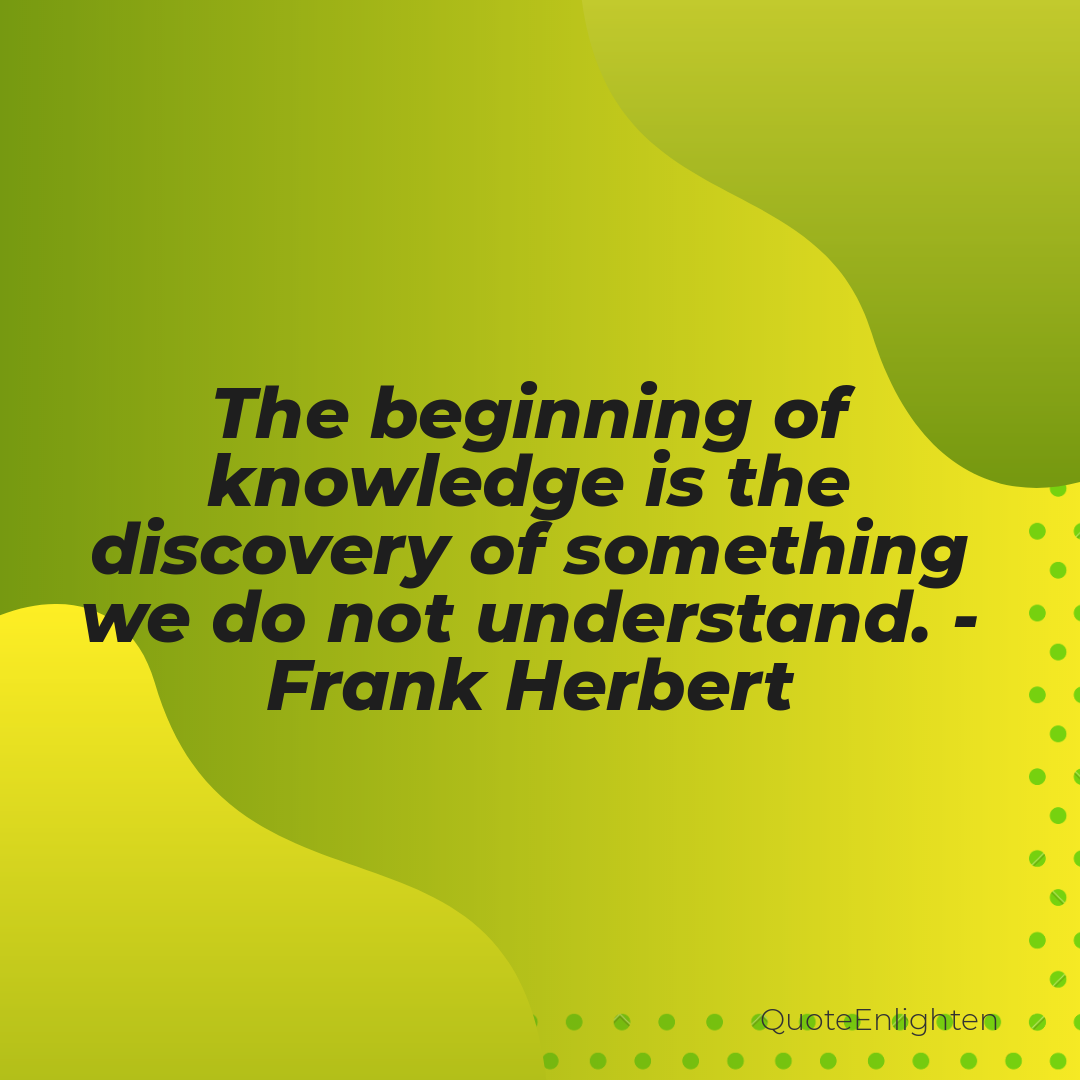 The beginning of
knowledge is the
discovery of something
we do not understand. -
Frank Herbert
QuoteEnlighten